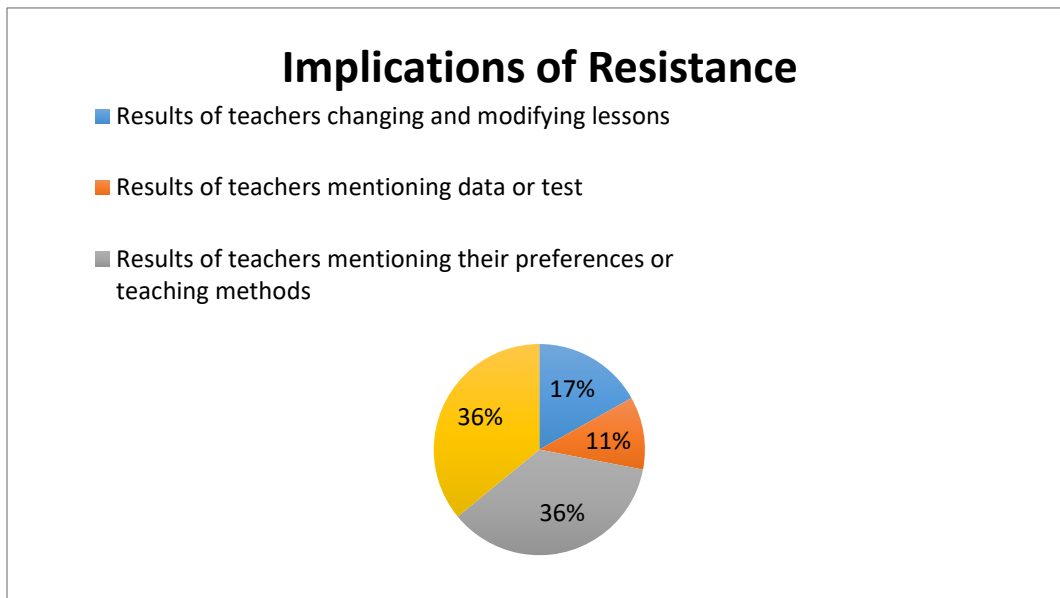 Implications of Resistance
Results of teachers changing and modifying lessons
Results of teachers mentioning data or test
Results of teachers mentioning their preferences or
teaching methods
17%
36%
11%
36%